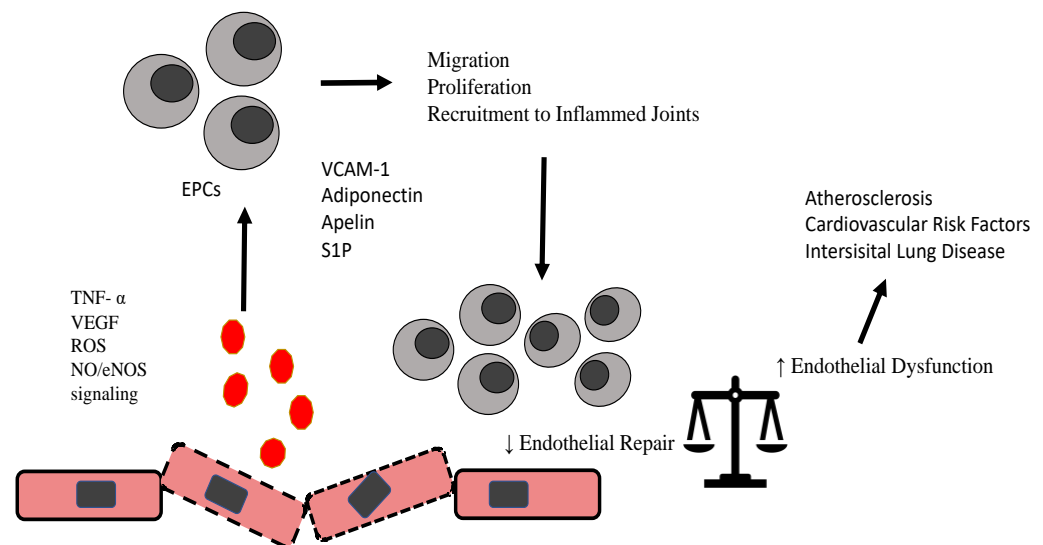 Migration
Proliferation
Recruitment to Inflammed Joints
EPCs
VCAM-1
Adiponectin
Apelin
S1P
Atherosclerosis
Cardiovascular Risk Factors
Intersisital Lung Disease
TNF- α
VEGF
ROS
NO/eNOS
signaling
↑ Endothelial Dysfunction
↓ Endothelial Repair